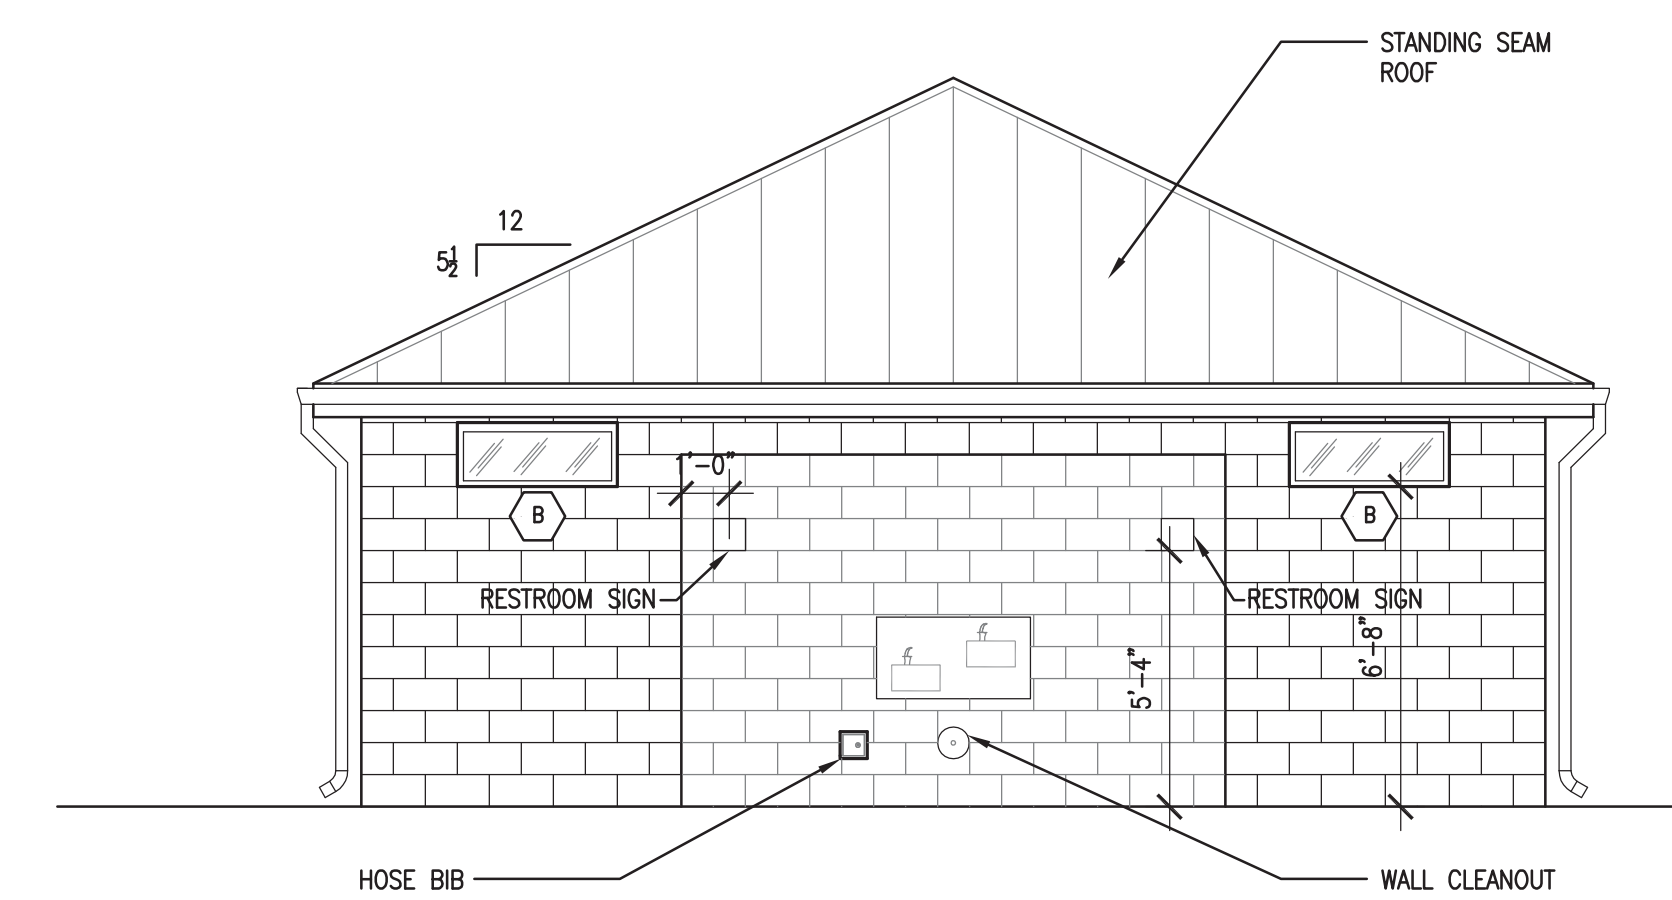 STANDING SEAM
ROOF
12
5½
1'-0"
B
B
RESTROOM SIGN
RESTROOM SIGN
6'-8"
5'-4"
HOSE BIB
WALL CLEANOUT